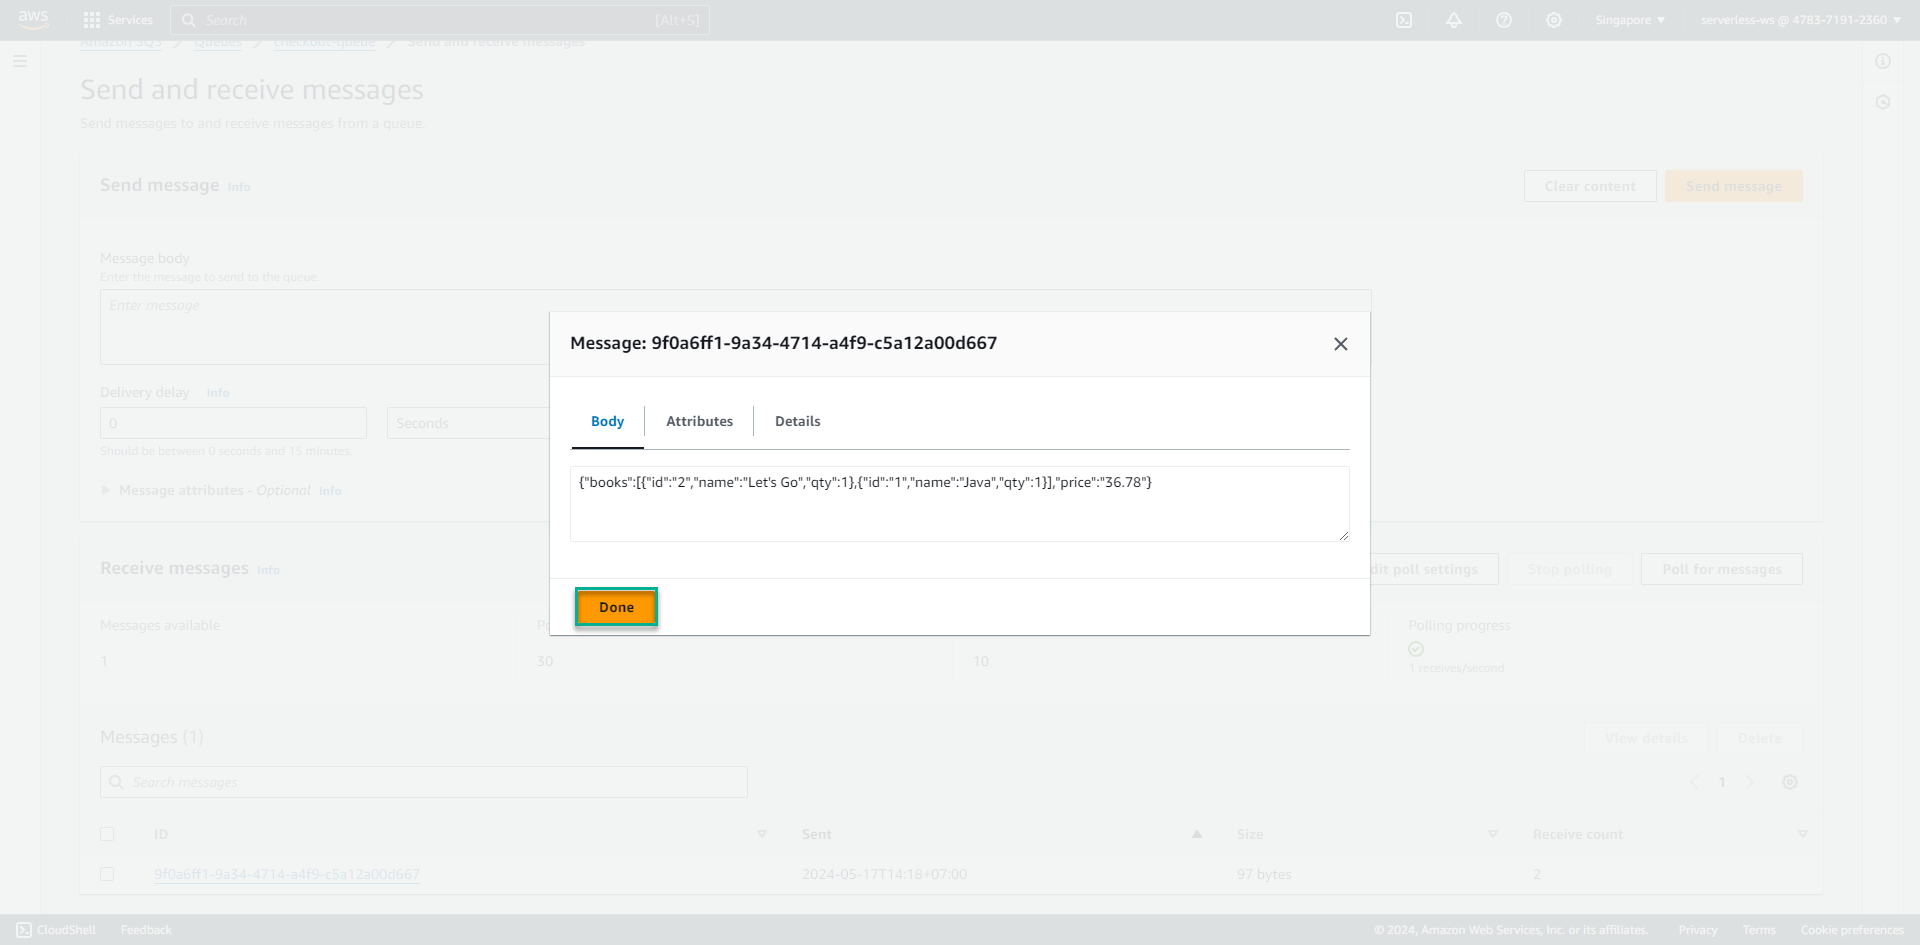 aws
Services
Search
[Alt+S]
Singapore
serverless-ws @ 4783-7191-2360
Amazon SQS / Queues / checkout-queue / Send and receive messages
Send and receive messages
Send messages to and receive messages from a queue.
Send message Info
Clear content
Send message
Message body
Enter the message to send to the queue.
Enter message
Delivery delay Info
0
Seconds
Should be between 0 seconds and 15 minutes.
Message attributes - Optional Info
Message: 9f0a6ff1-9a34-4714-a4f9-c5a12a00d667
Body
Attributes
Details
{"books":[{"id":"2","name":"Let's Go","qty":1},{"id":"1","name":"Java","qty":1}],"price":"36.78"}
Done
Receive messages Info
poll settings
Stop polling
Poll for messages
Messages available
1
30
10
Polling progress
1 receives/second
Messages (1)
View details
Delete
Search messages
1
ID
Sent
Size
Receive count
9f0a6ff1-9a34-4714-a4f9-c5a12a00d667
2024-05-17T14:18+07:00
97 bytes
2
CloudShell
Feedback
© 2024, Amazon Web Services, Inc. or its affiliates.
Privacy
Terms
Cookie preferences